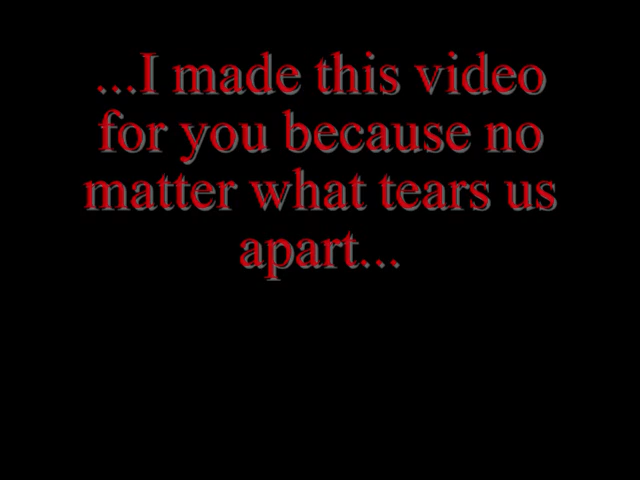 ...I made this video
for you because no
matter what tears us
apart...